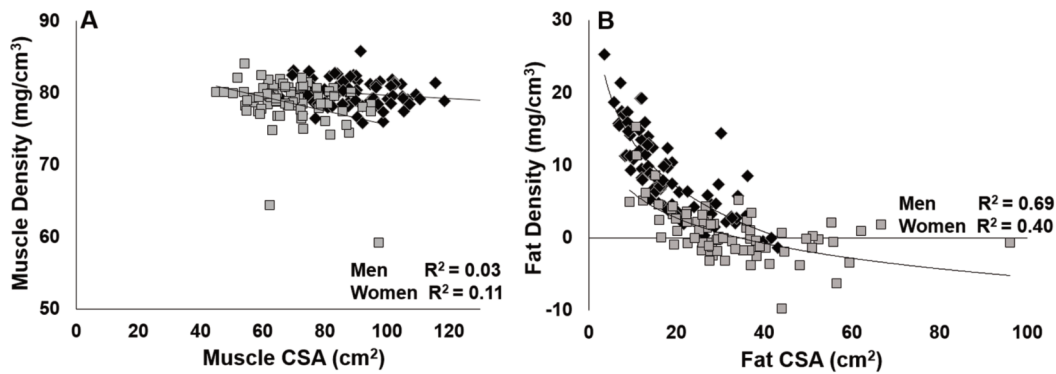 A
90
80
70
60
50
Muscle Density (mg/cm³)
Men R² = 0.03
Women R² = 0.11
0 20 40 60 80 100 120
Muscle CSA (cm²)
B
30
20
10
0
-10
Fat Density (mg/cm³)
Men R² = 0.69
Women R² = 0.40
0 20 40 60 80 100
Fat CSA (cm²)